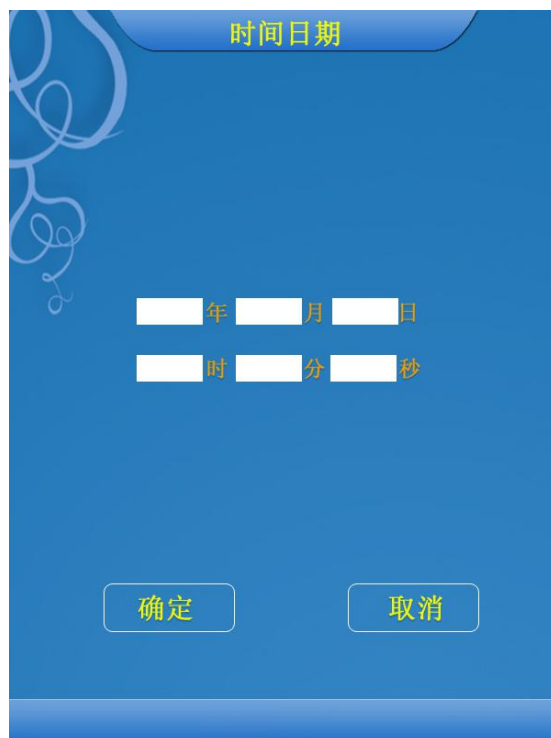 时间日期
年 月 日
时 分 秒
确定 取消